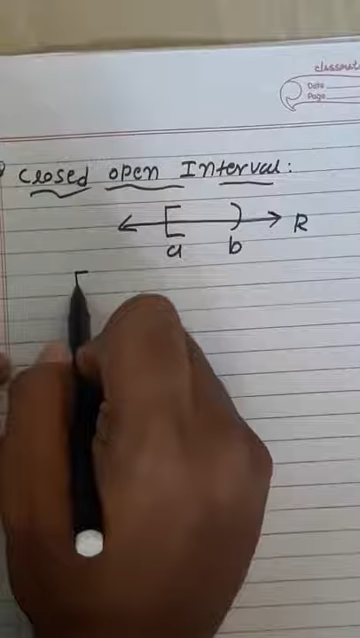 classmate
Date
Page
Closed open Interval:
[ ) R
a b
[